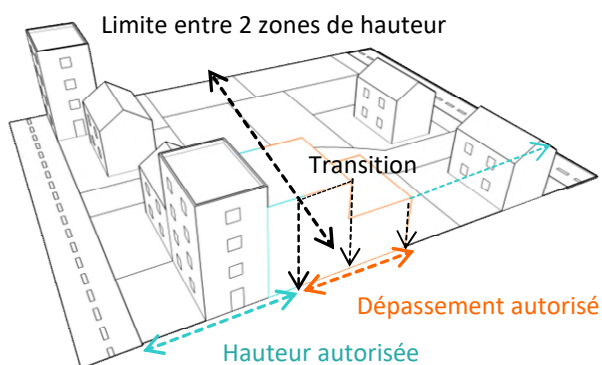 Limite entre 2 zones de hauteur
Transition
Dépassement autorisé
Hauteur autorisée